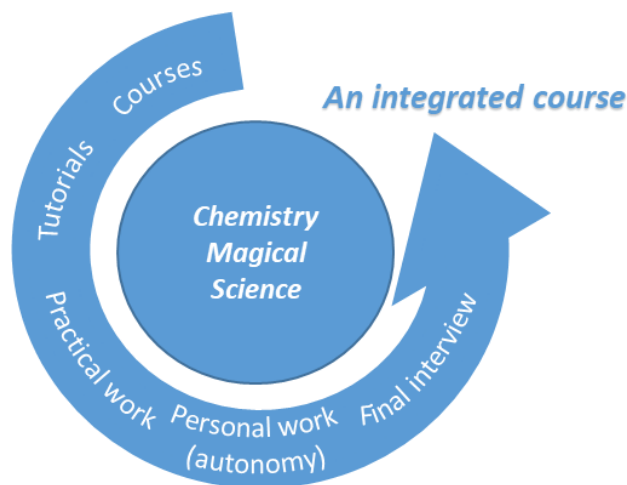 An integrated course
Courses
Tutorials
Practical work
Personal work
(autonomy)
Final interview
Chemistry
Magical
Science